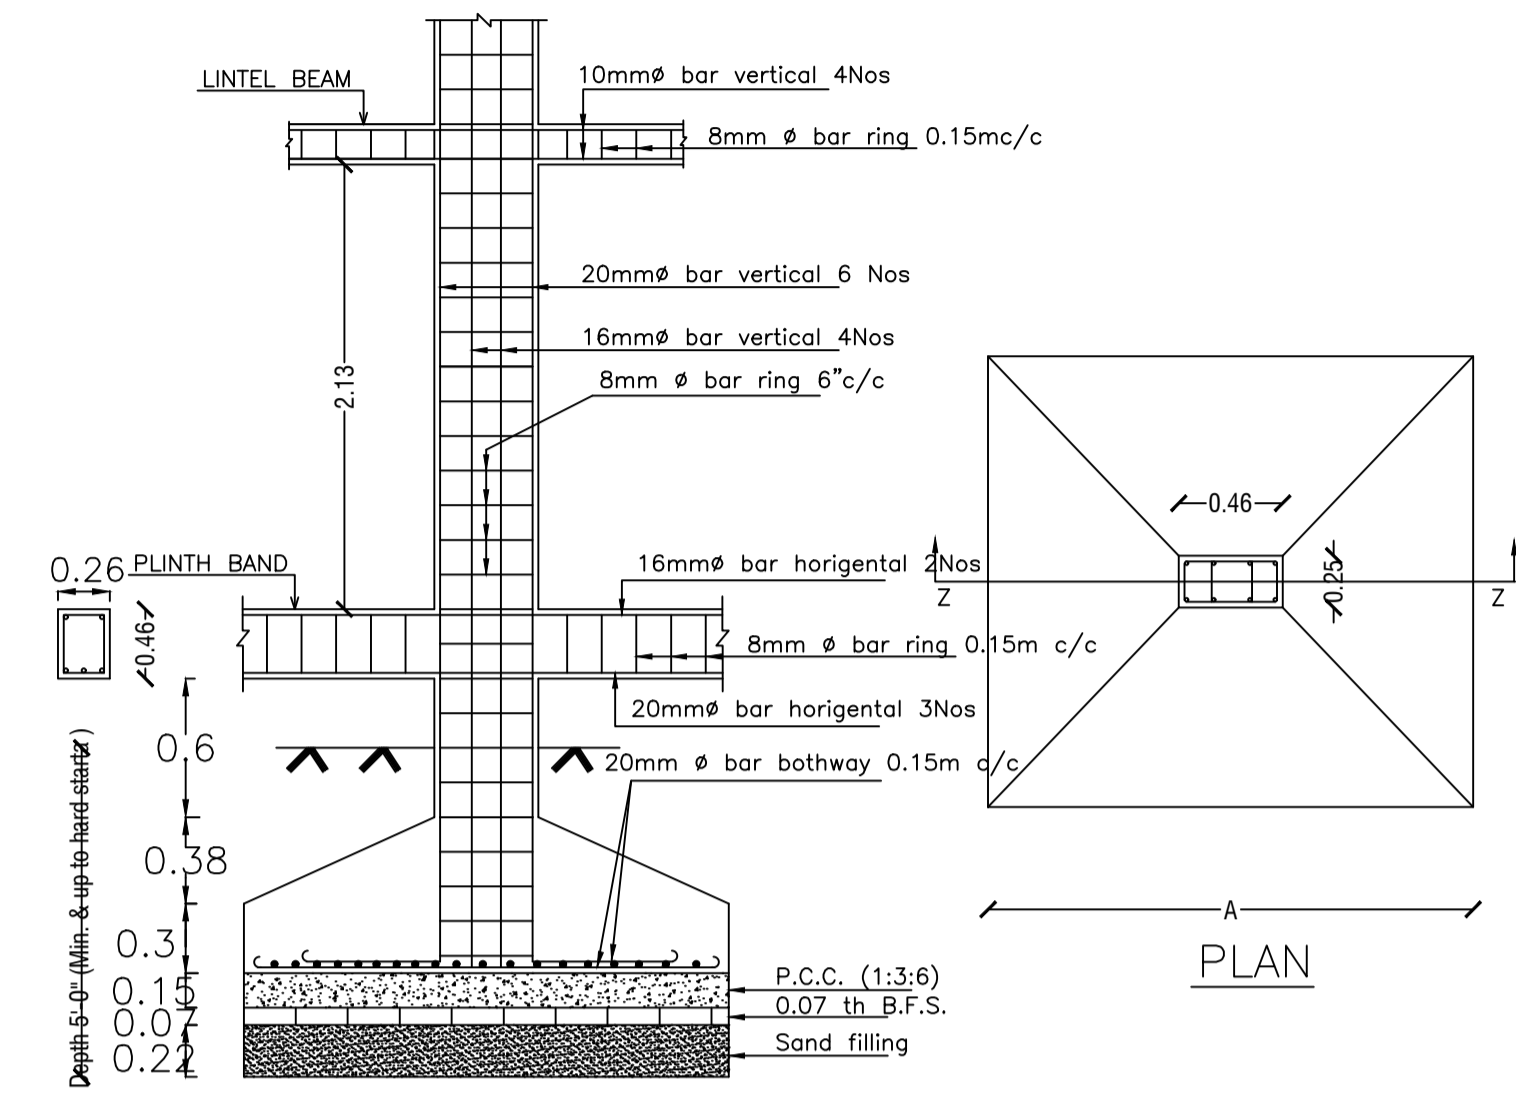 LINTEL BEAM
10mmø bar vertical 4Nos
8mm ø bar ring 0.15mc/c
20mmø bar vertical 6 Nos
16mmø bar vertical 4Nos
2.13
8mm ø bar ring 6”c/c
0.46
0.26
PLINTH BAND
16mmø bar horigental 2Nos
0.25
Z
Z
0.46
8mm ø bar ring 0.15m c/c
20mmø bar horigental 3Nos
0.6
20mm ø bar bothway 0.15m c/c
Depth 5'-0" (Min. & up to hard starta )
0.38
A
0.3
PLAN
0.15
P.C.C. (1:3:6)
0.07
0.07 th B.F.S.
0.22
Sand filling